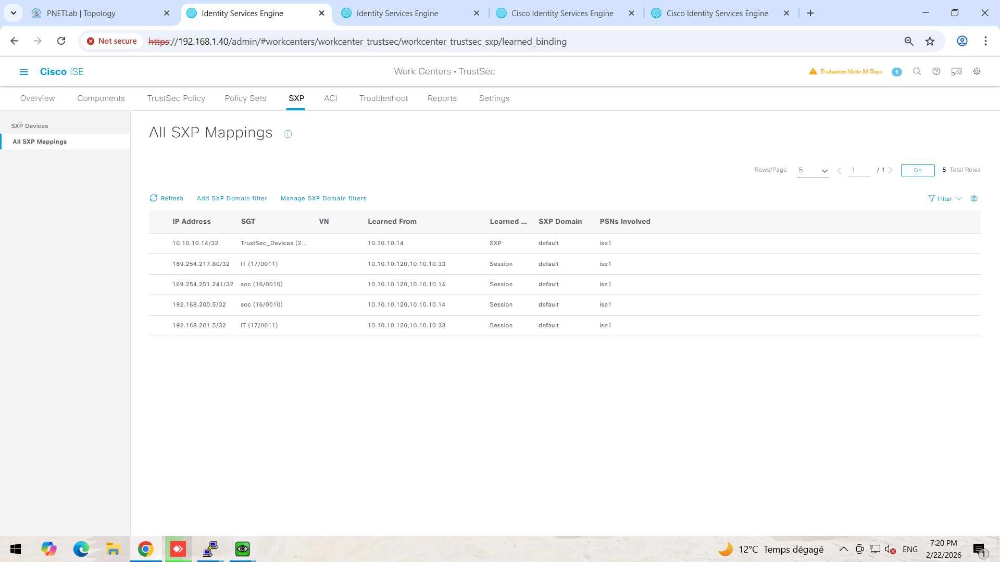 PNETLab | Topology
Identity Services Engine
Identity Services Engine
Cisco Identity Services Engine
Cisco Identity Services Engine
Not secure
https://192.168.1.40/admin/#workcenters/workcenter_trustsec/workcenter_trustsec_sxp/learned_binding
Cisco ISE
Work Centers • TrustSec
Evaluation Mode 84 Days
1
Overview
Components
TrustSec Policy
Policy Sets
SXP
ACI
Troubleshoot
Reports
Settings
SXP Devices
All SXP Mappings
All SXP Mappings
Rows/Page 5 1 / 1 Go 5 Total Rows
Refresh Add SXP Domain filter Manage SXP Domain filters Filter
IP Address SGT VN Learned From Learned ... SXP Domain PSNs Involved
10.10.10.14/32 TrustSec_Devices (2... 10.10.10.14 SXP default ise1
169.254.217.80/32 IT (17/0011) 10.10.10.120,10.10.10.33 Session default ise1
169.254.251.241/32 soc (16/0010) 10.10.10.120,10.10.10.14 Session default ise1
192.168.200.5/32 soc (16/0010) 10.10.10.120,10.10.10.14 Session default ise1
192.168.201.5/32 IT (17/0011) 10.10.10.120,10.10.10.33 Session default ise1
12°C Temps dégagé
ENG
7:20 PM
2/22/2026
1